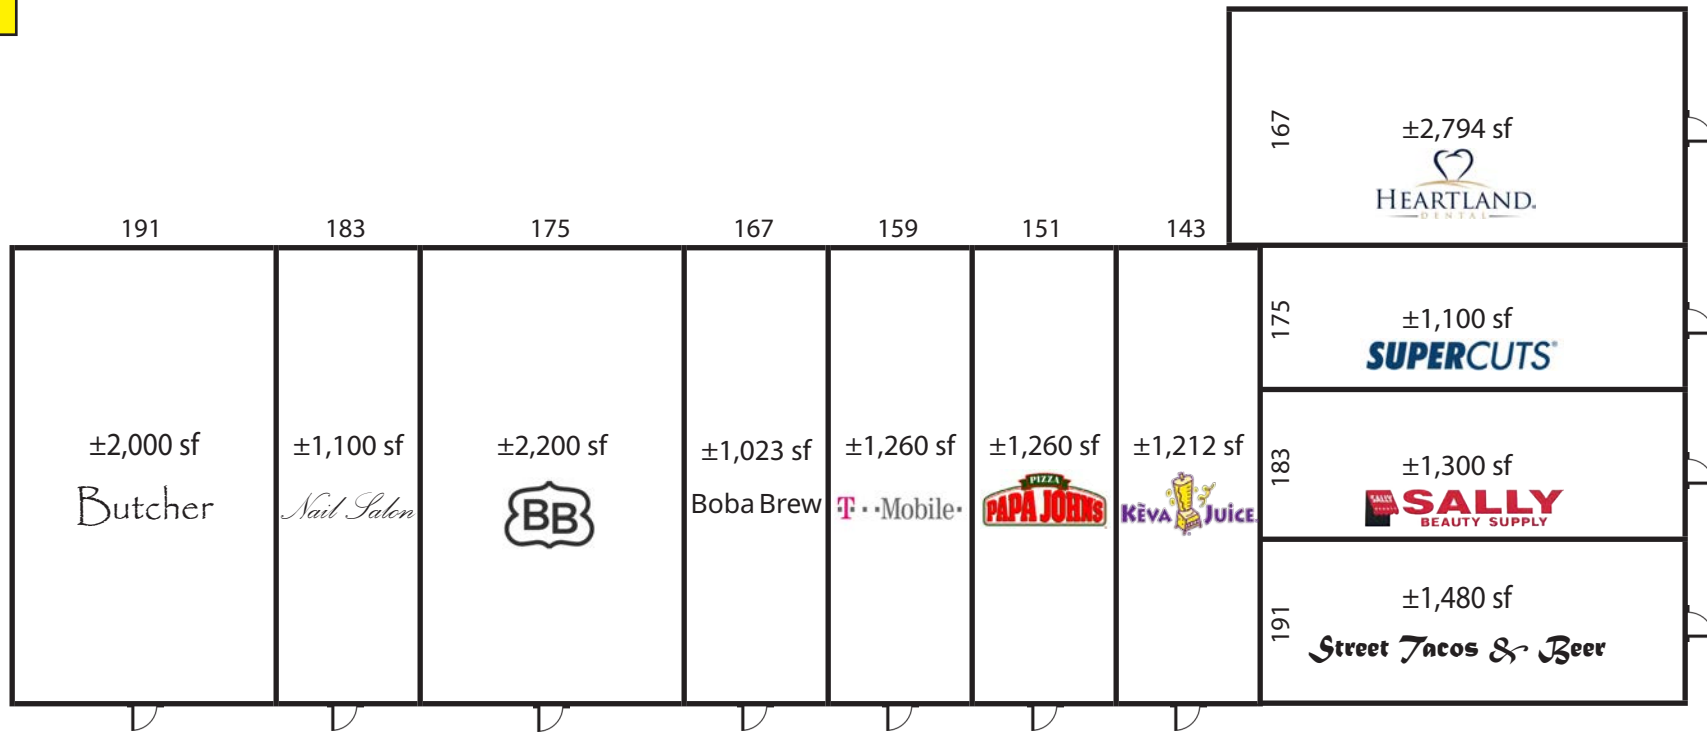 167
±2,794 sf
HEARTLAND.
DENTAL
191 183 175 167 159 151 143
175
±1,100 sf
SUPERCUTS®
±2,000 sf
Butcher
±1,100 sf
Nail Salon
±2,200 sf
BB
±1,023 sf
Boba Brew
±1,260 sf
T··Mobile·
±1,260 sf
PIZZA
PAPA JOHNS
±1,212 sf
KĒVA JUICE
183
±1,300 sf
SALLY
SALLY
BEAUTY SUPPLY
191
±1,480 sf
Street Tacos & Beer